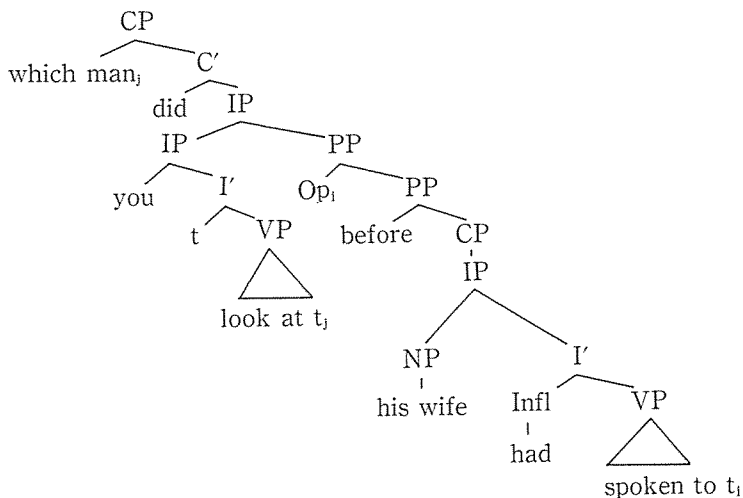 CP
which manⱼ C′
did IP
IP PP
you I′ Opᵢ PP
t VP before CP
look at tⱼ IP
NP I′
his wife Infl VP
had
spoken to tᵢ